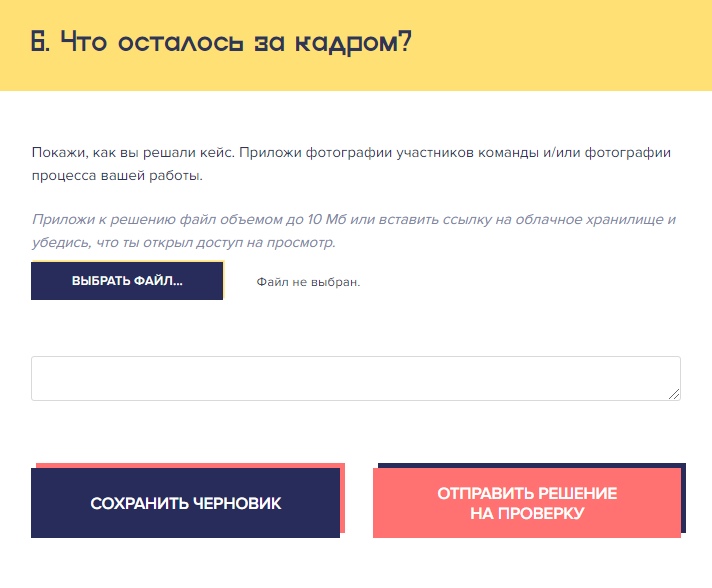 6. Что осталось за кадром?
Покажи, как вы решали кейс. Приложи фотографии участников команды и/или фотографии
процесса вашей работы.
Приложи к решению файл объемом до 10 Мб или вставить ссылку на облачное хранилище и
убедись, что ты открыл доступ на просмотр.
ВЫБРАТЬ ФАЙЛ...
Файл не выбран.
СОХРАНИТЬ ЧЕРНОВИК
ОТПРАВИТЬ РЕШЕНИЕ
НА ПРОВЕРКУ